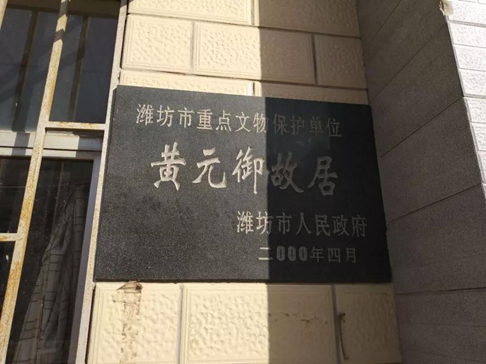 潍坊市重点文物保护单位
黄元御故居
潍坊市人民政府
二000年四月